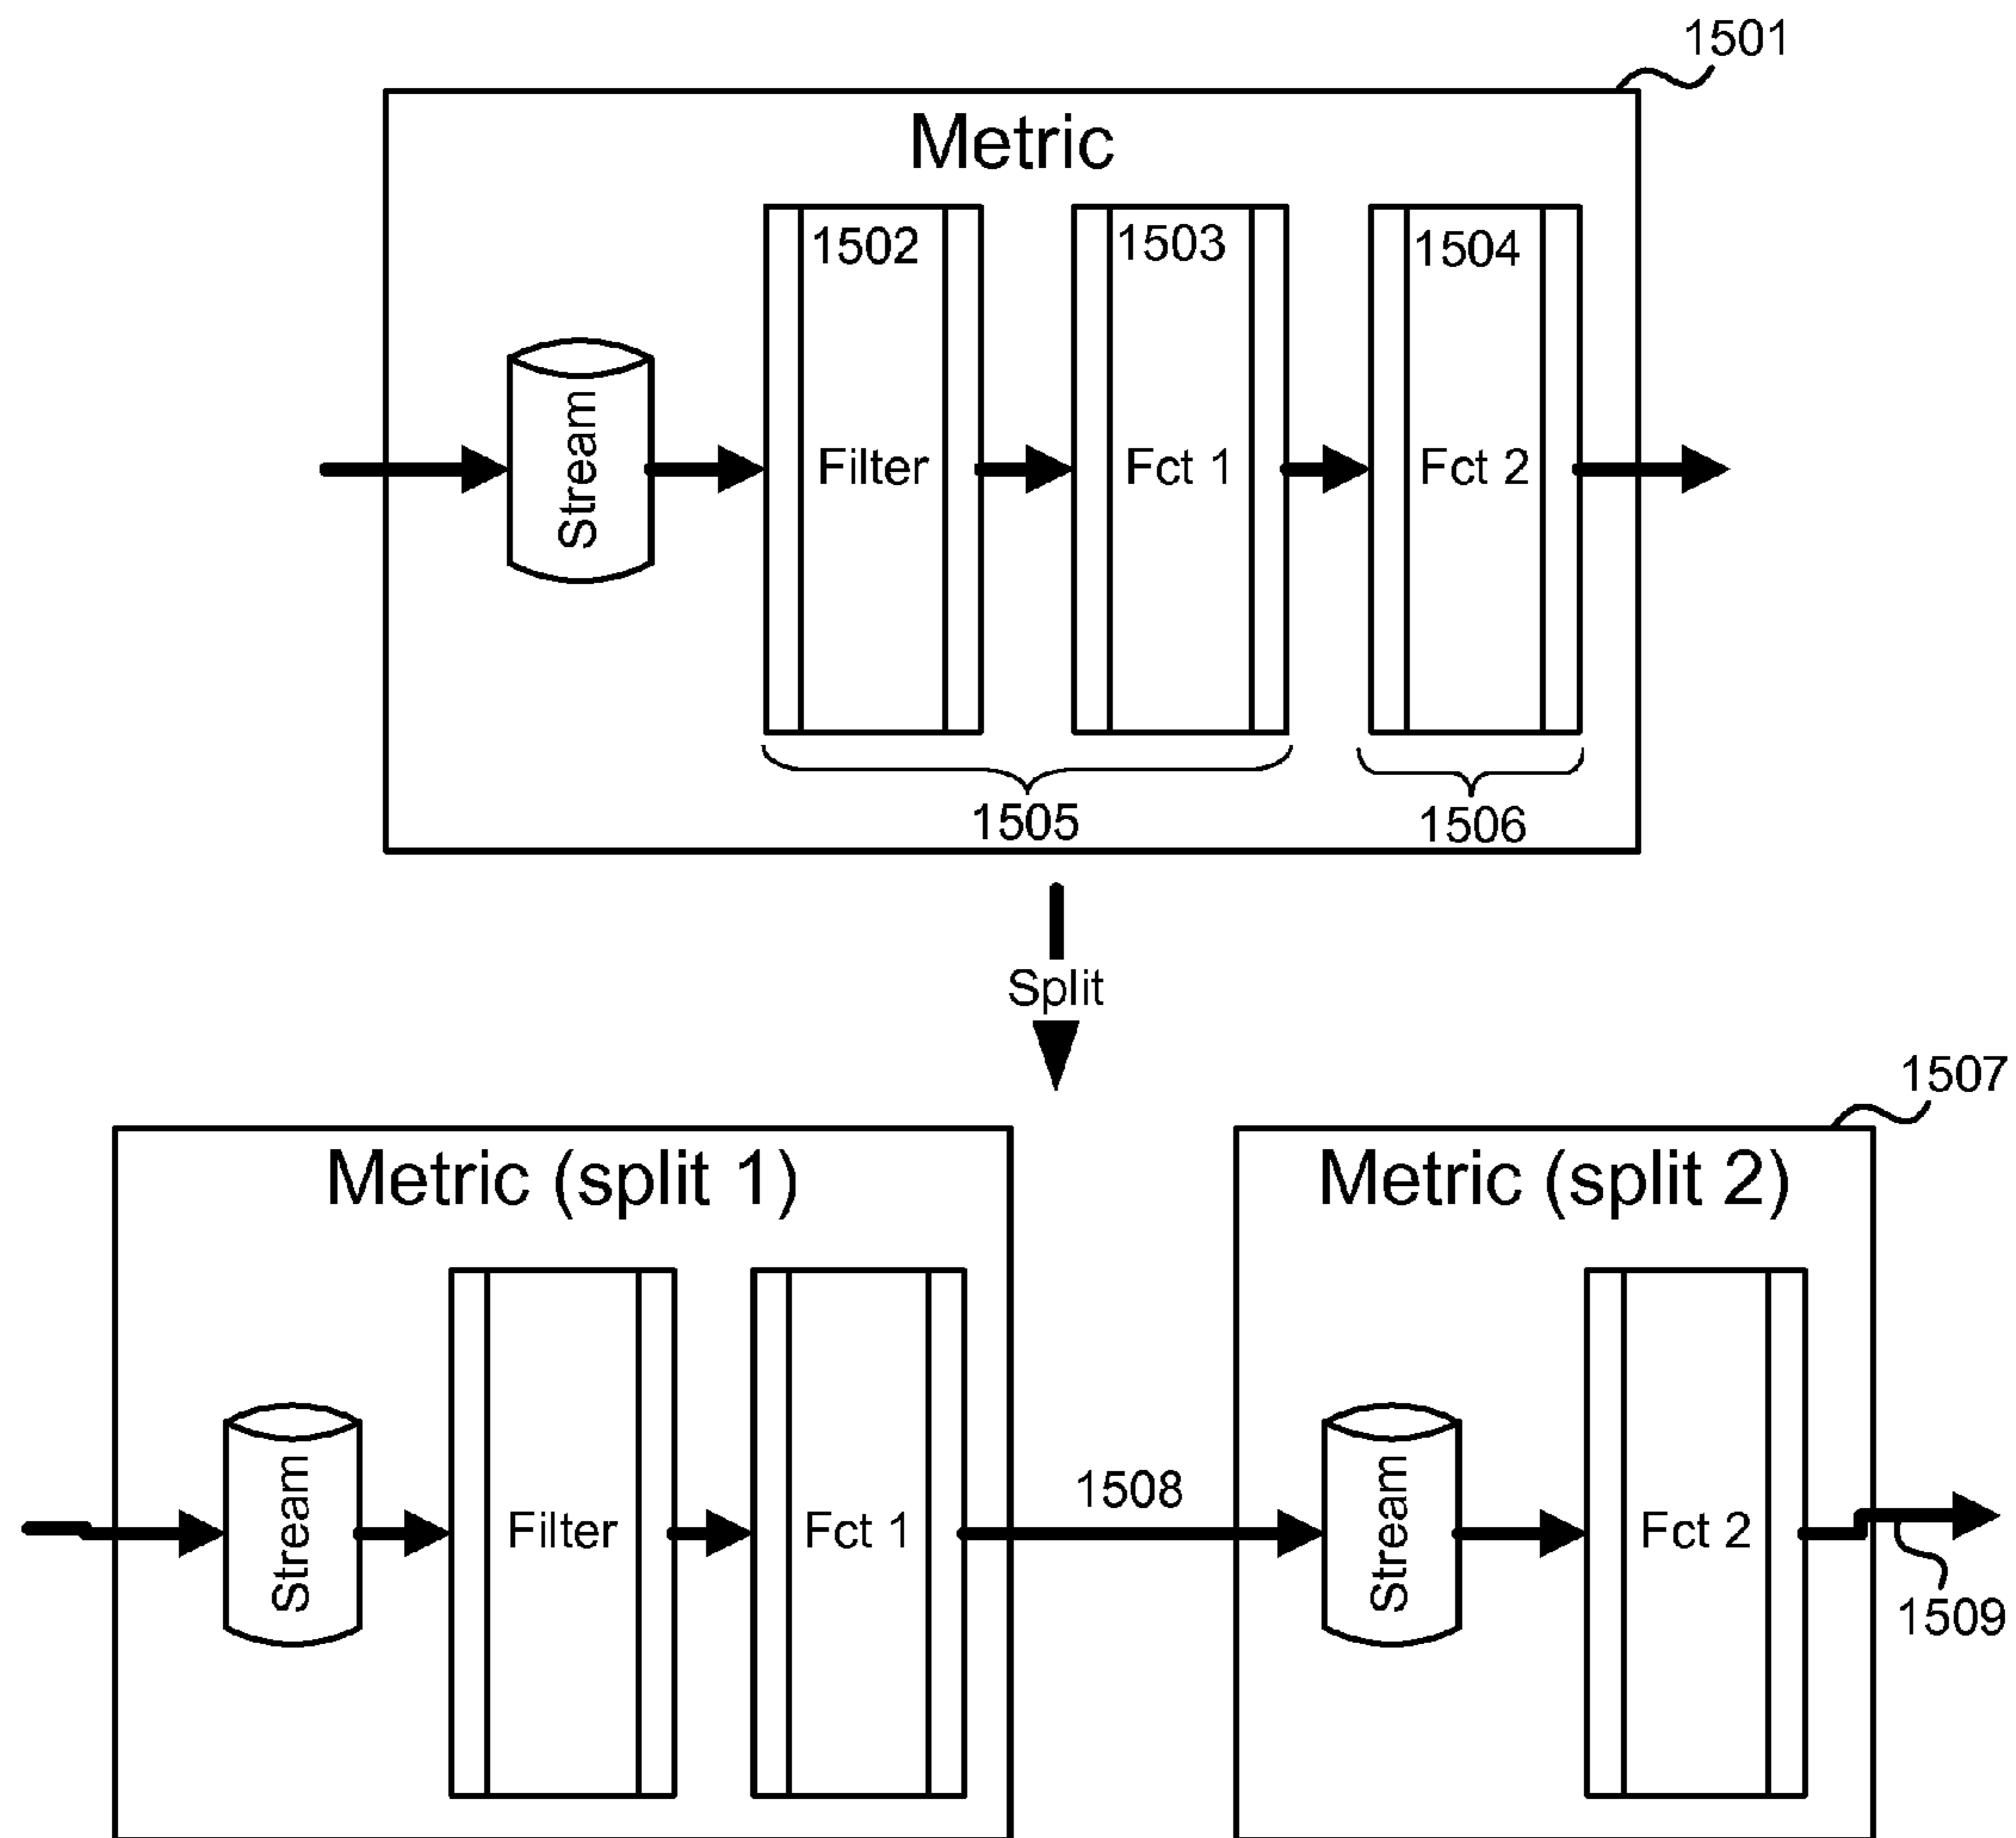 1501
Metric
1502
1503
1504
Stream
Filter
Fct 1
Fct 2
1505
1506
Split
1507
Metric (split 1)
Metric (split 2)
Stream
Filter
Fct 1
1508
Stream
Fct 2
1509